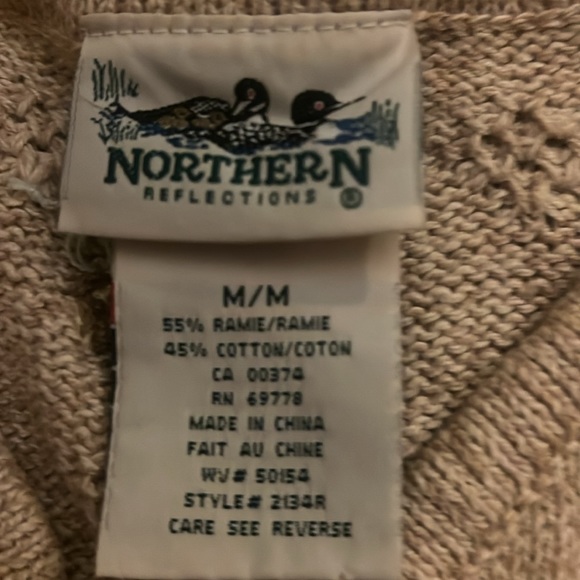 NORTHERN
REFLECTIONS ®
M/M
55% RAMIE/RAMIE
45% COTTON/COTON
CA 00374
RN 69778
MADE IN CHINA
FAIT AU CHINE
WJ# 50154
STYLE# 2134R
CARE SEE REVERSE